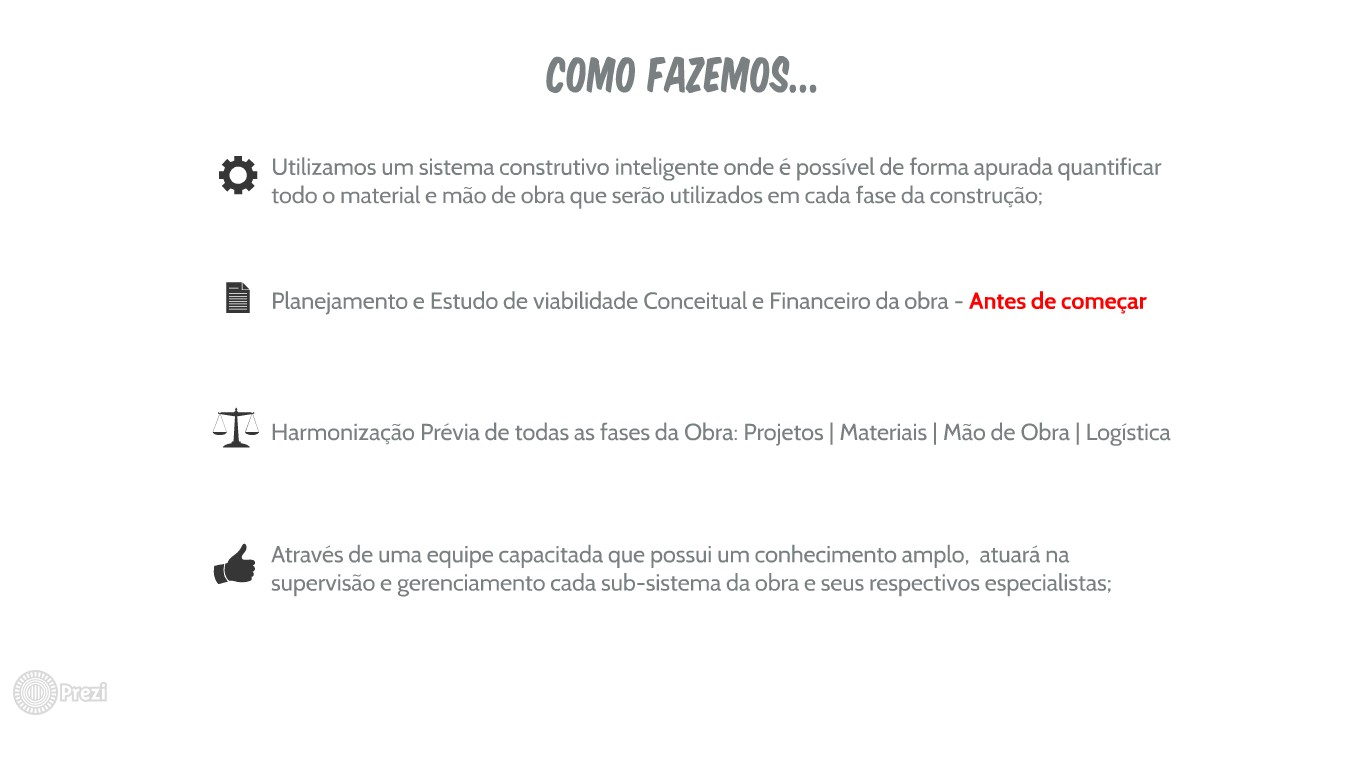 COMO FAZEMOS...
Utilizamos um sistema construtivo inteligente onde é possível de forma apurada quantificar
todo o material e mão de obra que serão utilizados em cada fase da construção;
Planejamento e Estudo de viabilidade Conceitual e Financeiro da obra - Antes de começar
Harmonização Prévia de todas as fases da Obra: Projetos | Materiais | Mão de Obra | Logística
Através de uma equipe capacitada que possui um conhecimento amplo,  atuará na
supervisão e gerenciamento cada sub-sistema da obra e seus respectivos especialistas;
Prezi